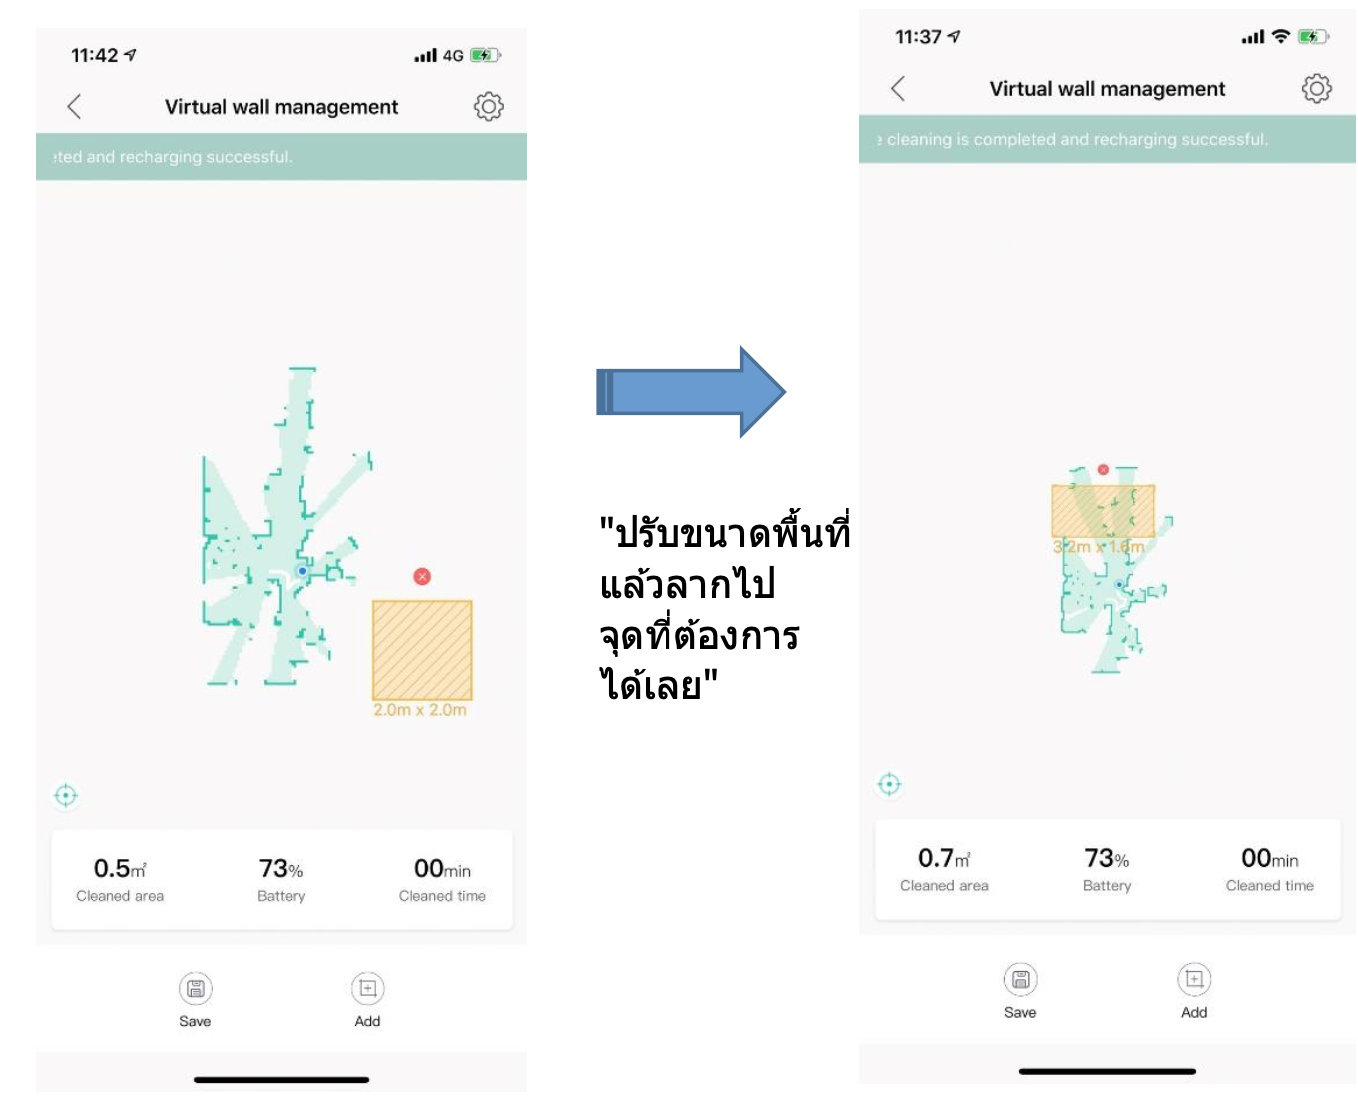 11:42
4G
Virtual wall management
ted and recharging successful.
2.0m x 2.0m
0.5㎡ 73% 00min
Cleaned area Battery Cleaned time
Save Add
"ปรับขนาดพื้นที่
แล้วลากไป
จุดที่ต้องการ
ได้เลย"
11:37
Virtual wall management
cleaning is completed and recharging successful.
3.2m x 1.6m
0.7㎡ 73% 00min
Cleaned area Battery Cleaned time
Save Add